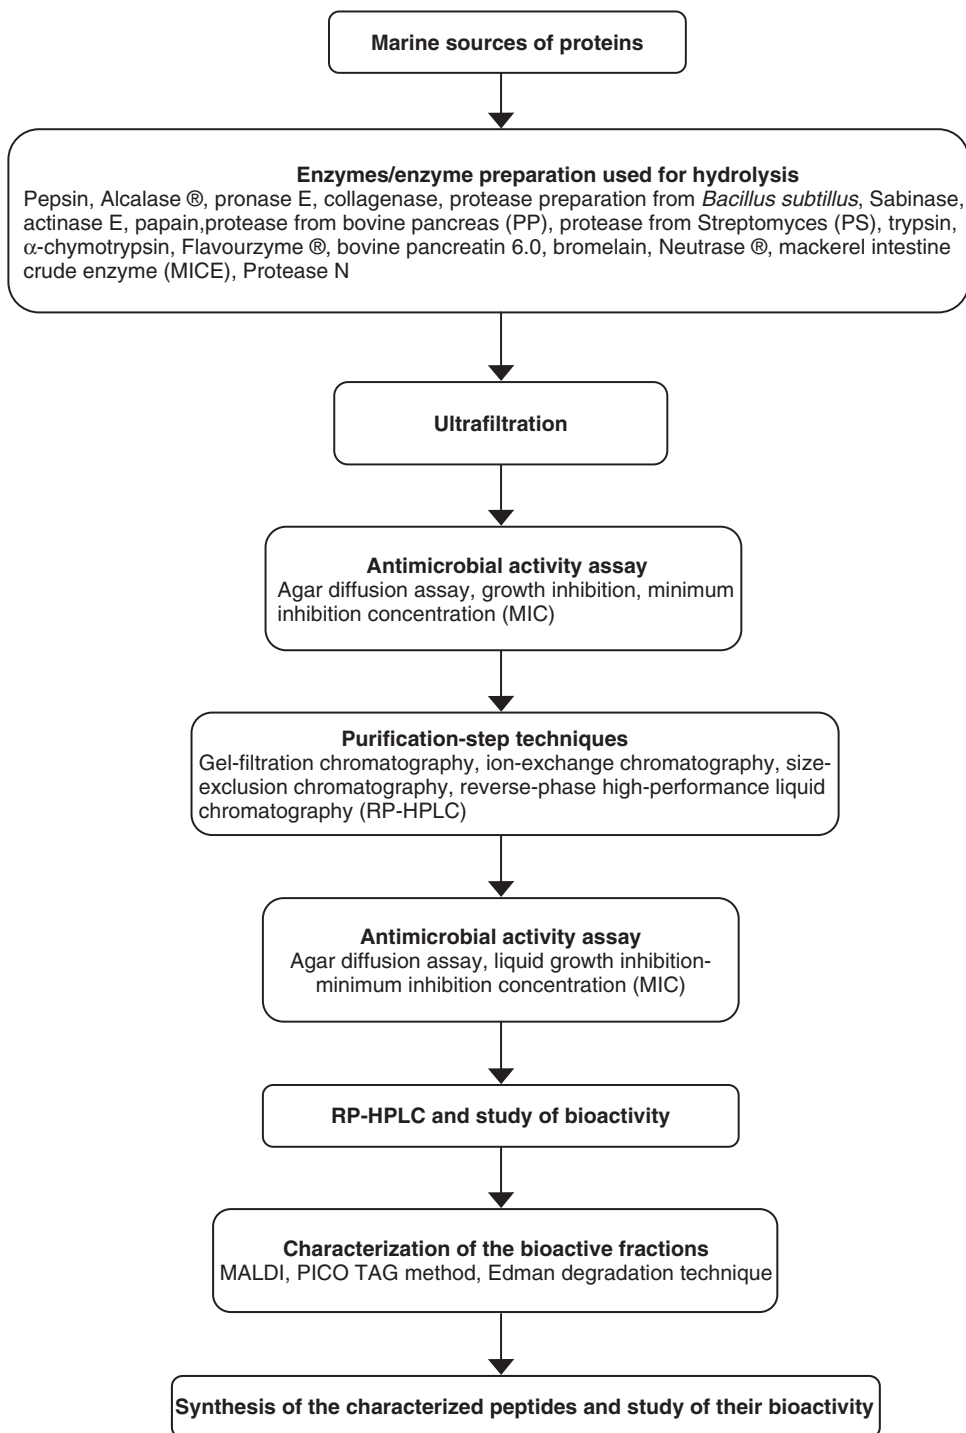 Marine sources of proteins
Enzymes/enzyme preparation used for hydrolysis
Pepsin, Alcalase ®, pronase E, collagenase, protease preparation from Bacillus subtillus, Sabinase,
actinase E, papain,protease from bovine pancreas (PP), protease from Streptomyces (PS), trypsin,
α-chymotrypsin, Flavourzyme ®, bovine pancreatin 6.0, bromelain, Neutrase ®, mackerel intestine
crude enzyme (MICE), Protease N
Ultrafiltration
Antimicrobial activity assay
Agar diffusion assay, growth inhibition, minimum
inhibition concentration (MIC)
Purification-step techniques
Gel-filtration chromatography, ion-exchange chromatography, size-
exclusion chromatography, reverse-phase high-performance liquid
chromatography (RP-HPLC)
Antimicrobial activity assay
Agar diffusion assay, liquid growth inhibition-
minimum inhibition concentration (MIC)
RP-HPLC and study of bioactivity
Characterization of the bioactive fractions
MALDI, PICO TAG method, Edman degradation technique
Synthesis of the characterized peptides and study of their bioactivity